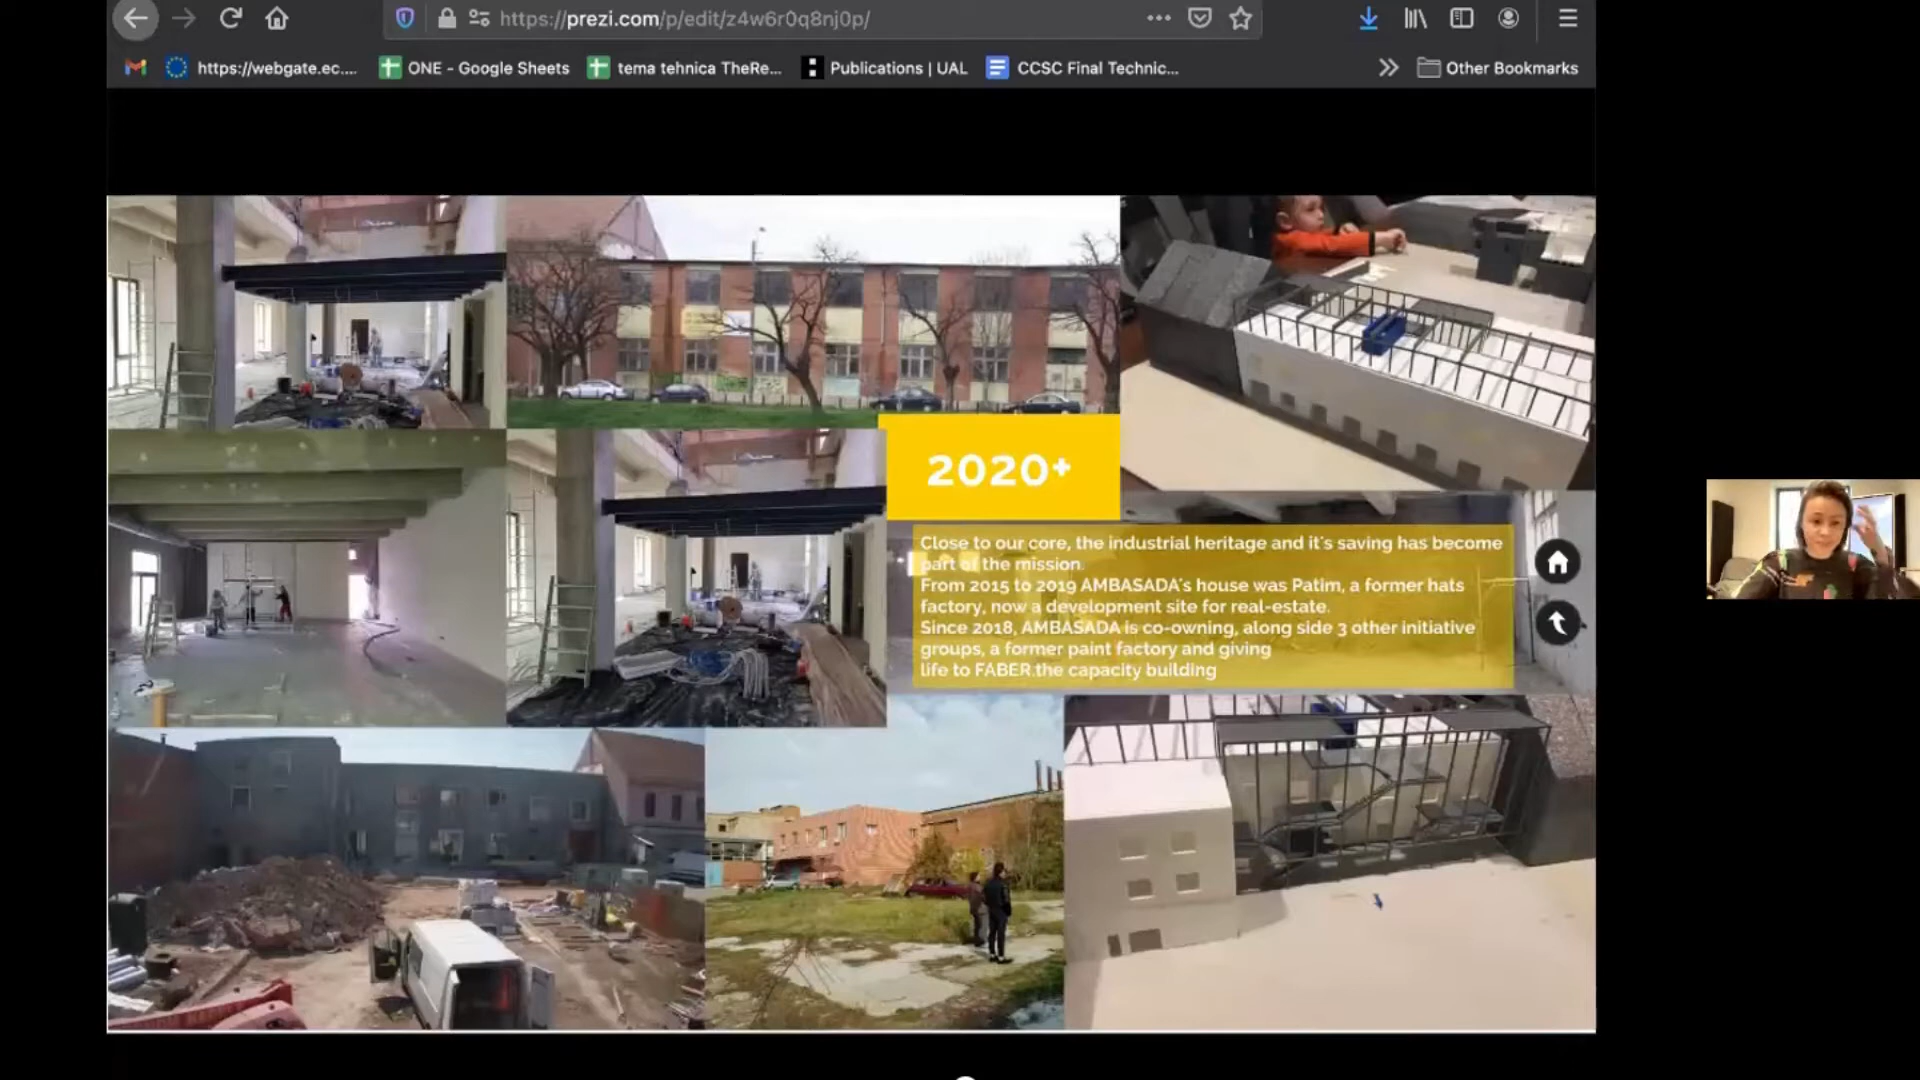 https://prezi.com/p/edit/z4w6r0q8nj0p/
https://webgate.ec....
ONE - Google Sheets
tema tehnica TheRe...
Publications | UAL
CCSC Final Technic...
Other Bookmarks
2020+
Close to our core, the industrial heritage and it's saving has become
part of the mission.
From 2015 to 2019 AMBASADA's house was Patim, a former hats
factory, now a development site for real-estate.
Since 2018, AMBASADA is co-owning, along side 3 other initiative
groups, a former paint factory and giving
life to FABER.the capacity building